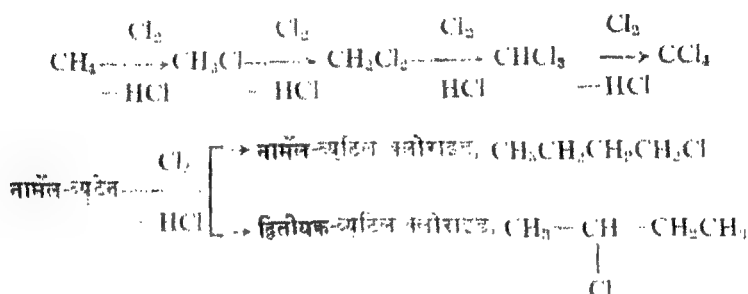 Cl₂ Cl₂ Cl₂ Cl₂
CH₄ → CH₃Cl → CH₂Cl₂ → CHCl₃ → CCl₄
- HCl - HCl HCl - HCl
Cl₂ → नार्मल-ब्यूटिल क्लोराइड, CH₃CH₂CH₂CH₂Cl
नार्मल-ब्यूटेन
- HCl → द्वितीयक-ब्यूटिल क्लोराइड, CH₃ - CH - CH₂CH₃
|
Cl